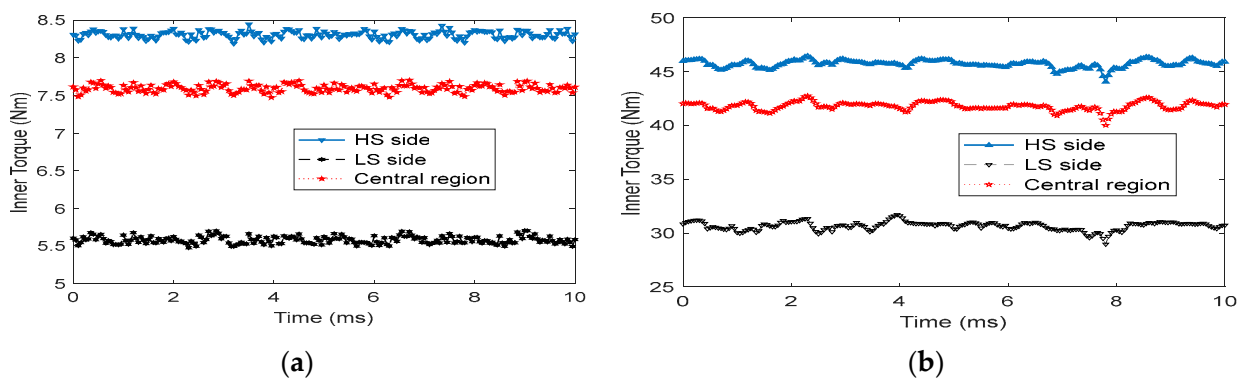 8.5
8
7.5
7
6.5
6
5.5
5
Inner Torque (Nm)
HS side
LS side
Central region
0 2 4 6 8 10
Time (ms)
(a)
50
45
40
35
30
25
Inner Torque (Nm)
HS side
LS side
Central region
0 2 4 6 8 10
Time (ms)
(b)